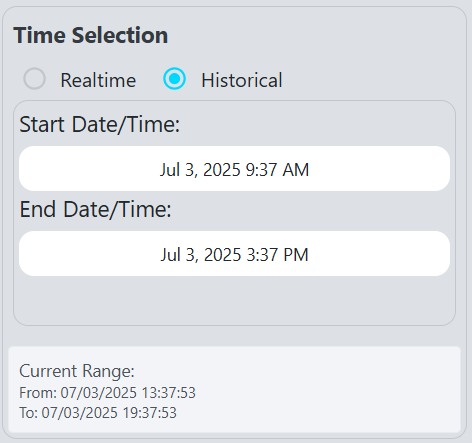 Time Selection
Realtime Historical
Start Date/Time:
Jul 3, 2025 9:37 AM
End Date/Time:
Jul 3, 2025 3:37 PM
Current Range:
From: 07/03/2025 13:37:53
To: 07/03/2025 19:37:53